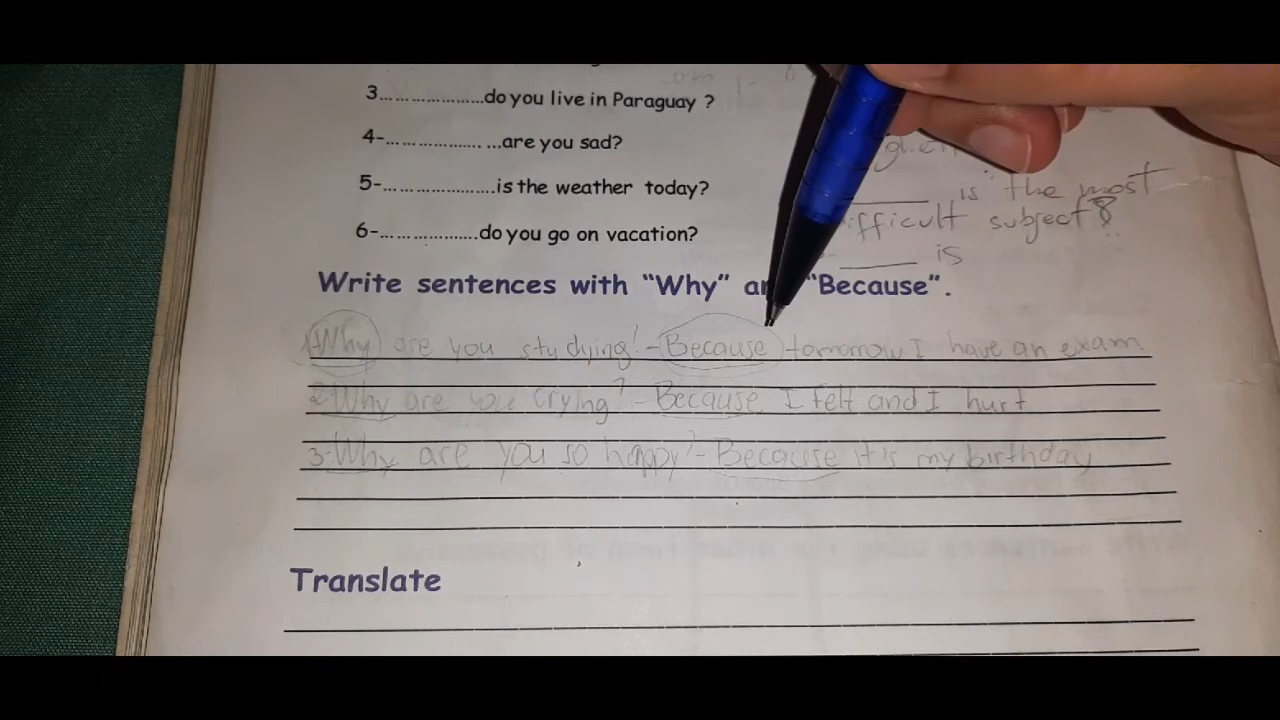 3...................do you live in Paraguay ?
4-.....................are you sad?
5-......................is the weather today?
6-....................do you go on vacation?
is the most
difficult subject?
______ is
Write sentences with “Why” an “Because”.
1 Why are you studying? - Because tomorrow I have an exam
2 Why are you crying? - Because I felt and I hurt
3- Why are you so happy? - Because it is my birthday
Translate